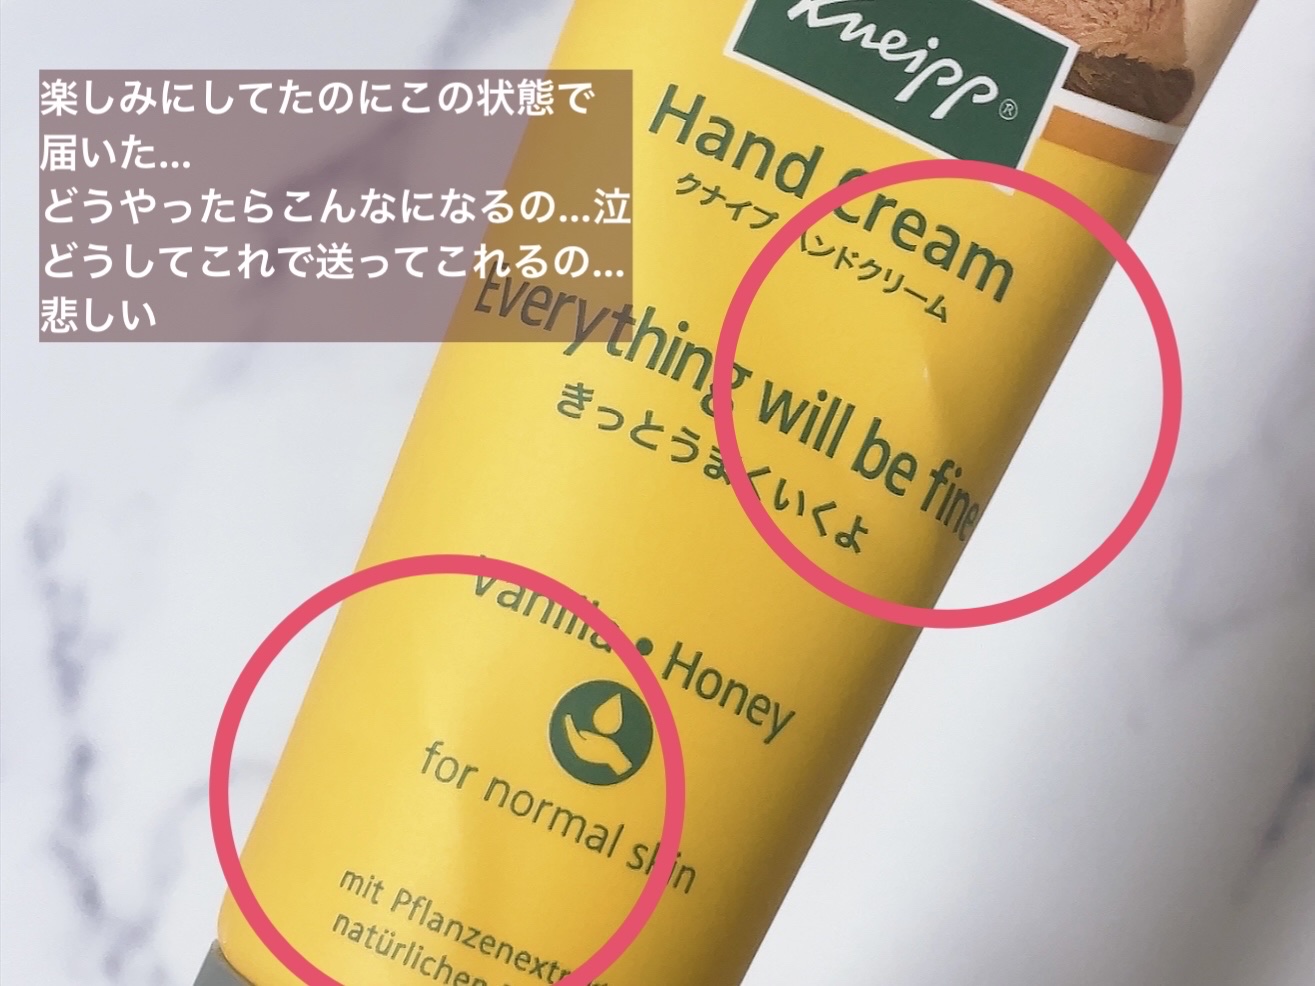 楽しみにしてたのにこの状態で
届いた...
どうやったらこんなになるの...泣
どうしてこれで送ってこれるの...
悲しい
Kneipp®
Hand Cream
クナイプ ハンドクリーム
Everything will be fine
きっとうまくいくよ
Vanilla • Honey
for normal skin
mit Pflanzenextr
natürlichen